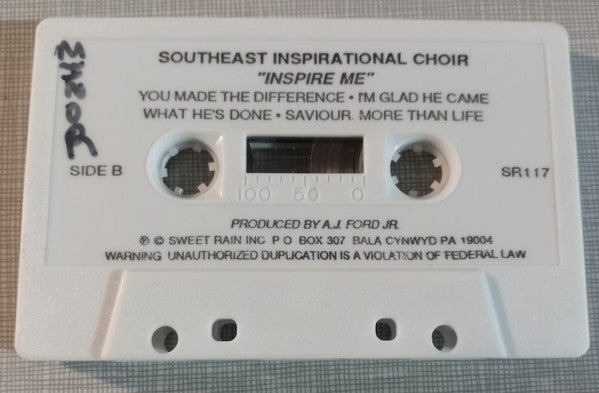 SOUTHEAST INSPIRATIONAL CHOIR
"INSPIRE ME"
YOU MADE THE DIFFERENCE • I'M GLAD HE CAME
WHAT HE'S DONE • SAVIOUR. MORE THAN LIFE
SIDE B
SR117
100 50 0
PRODUCED BY A.J. FORD JR.
℗ © SWEET RAIN INC P O BOX 307 BALA CYNWYD PA 19004
WARNING UNAUTHORIZED DUPLICATION IS A VIOLATION OF FEDERAL LAW